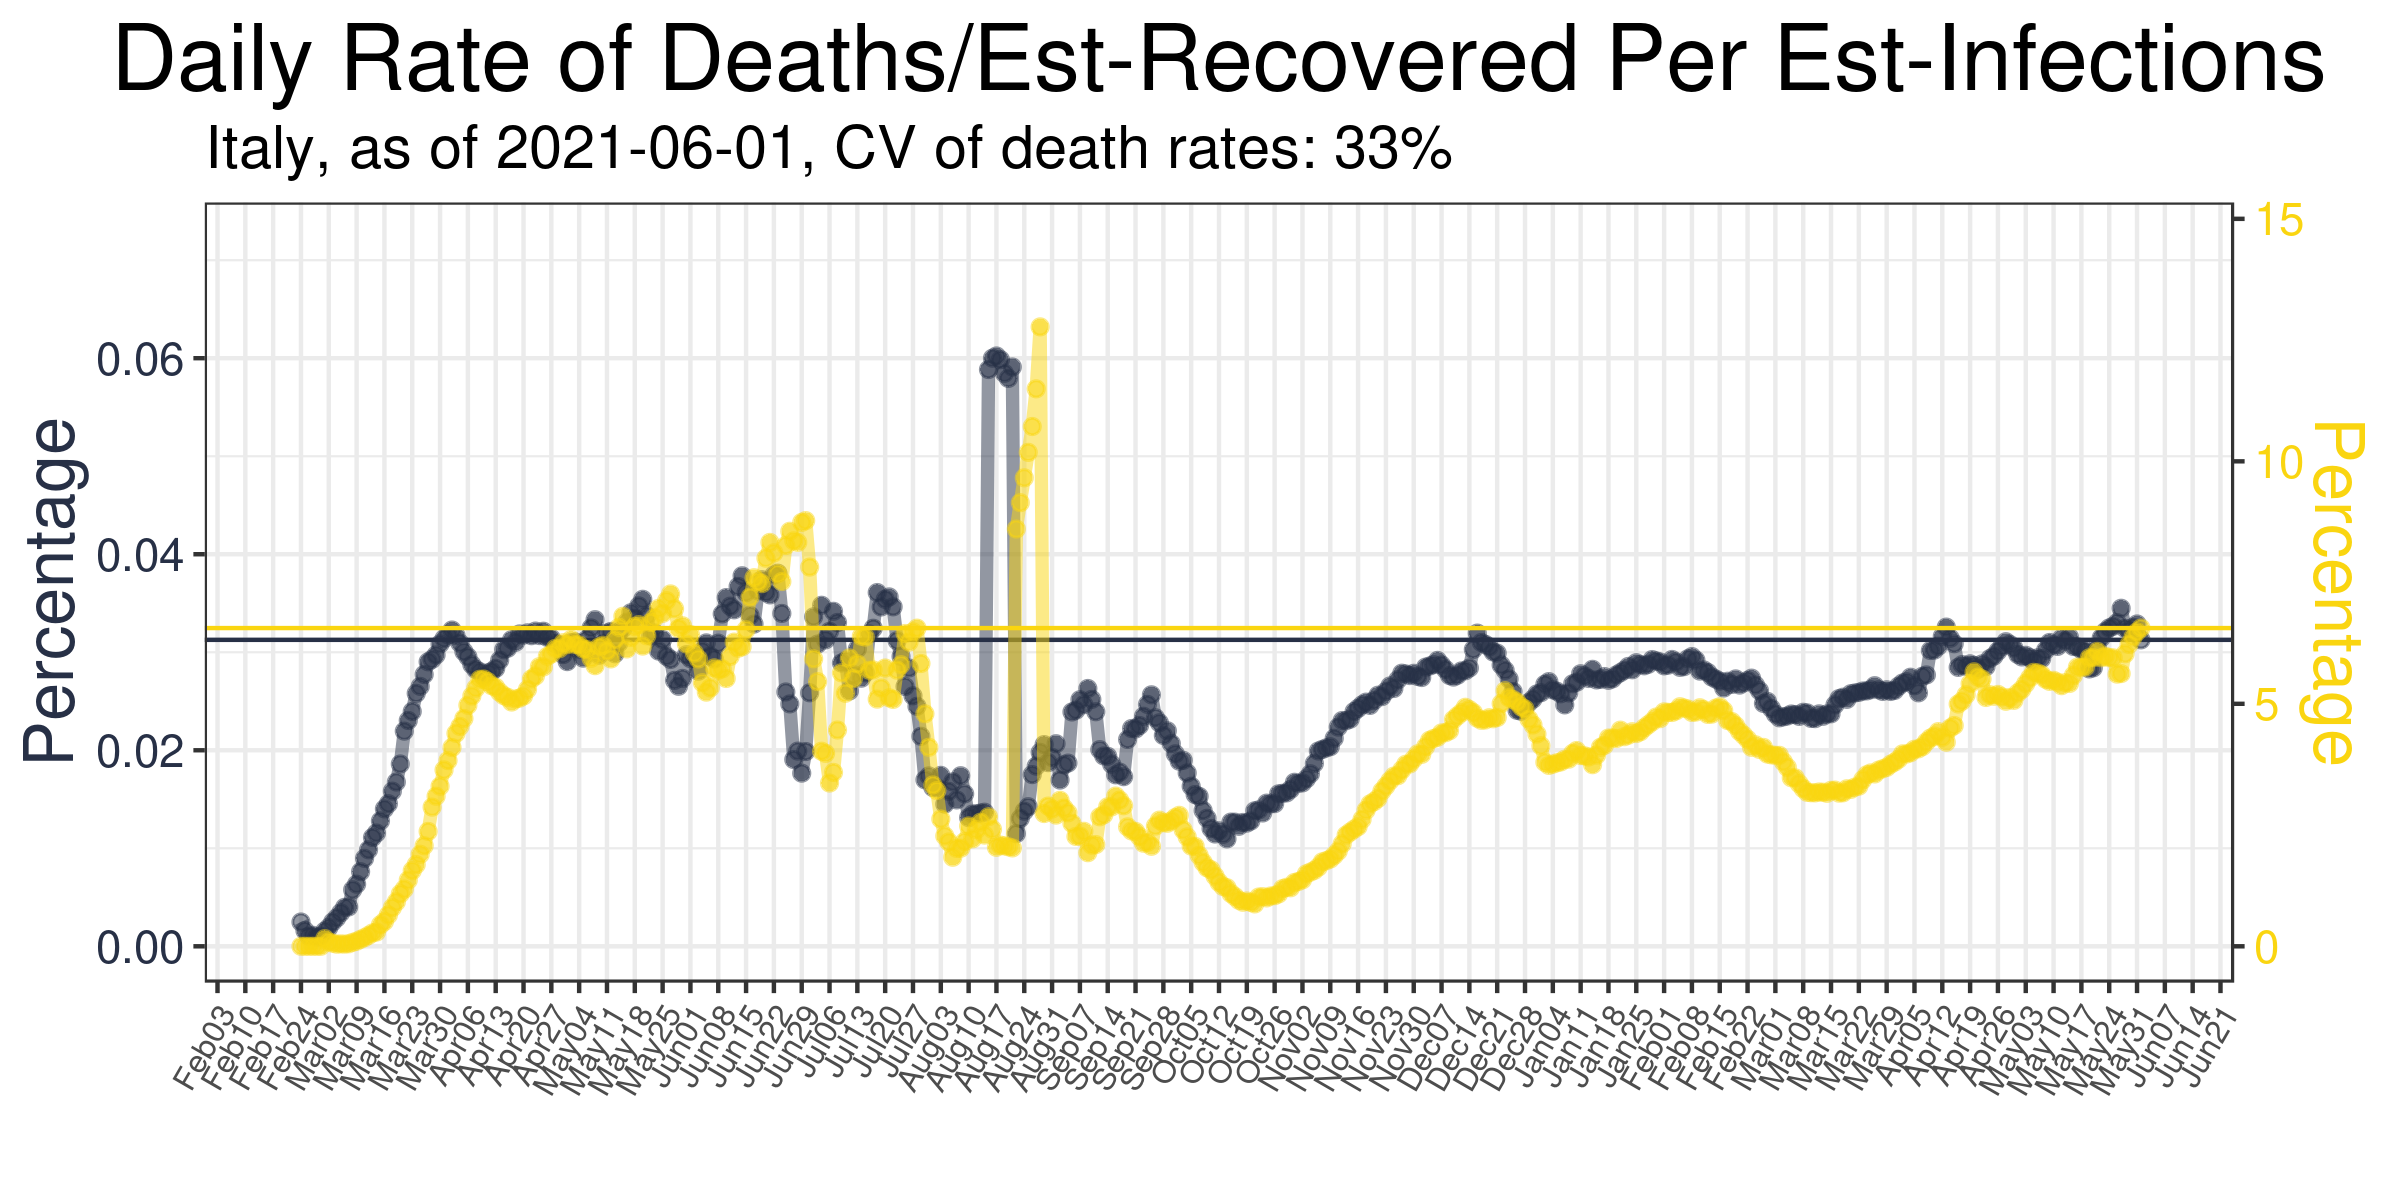 Daily Rate of Deaths/Est-Recovered Per Est-Infections
Italy, as of 2021-06-01, CV of death rates: 33%
Percentage
0.06
0.04
0.02
0.00
15
10
5
0
Percentage
Feb03
Feb10
Feb17
Feb24
Mar02
Mar09
Mar16
Mar23
Mar30
Apr06
Apr13
Apr20
Apr27
May04
May11
May18
May25
Jun01
Jun08
Jun15
Jun22
Jun29
Jul06
Jul13
Jul20
Jul27
Aug03
Aug10
Aug17
Aug24
Aug31
Sep07
Sep14
Sep21
Sep28
Oct05
Oct12
Oct19
Oct26
Nov02
Nov09
Nov16
Nov23
Nov30
Dec07
Dec14
Dec21
Dec28
Jan04
Jan11
Jan18
Jan25
Feb01
Feb08
Feb15
Feb22
Mar01
Mar08
Mar15
Mar22
Mar29
Apr05
Apr12
Apr19
Apr26
May03
May10
May17
May24
May31
Jun07
Jun14
Jun21